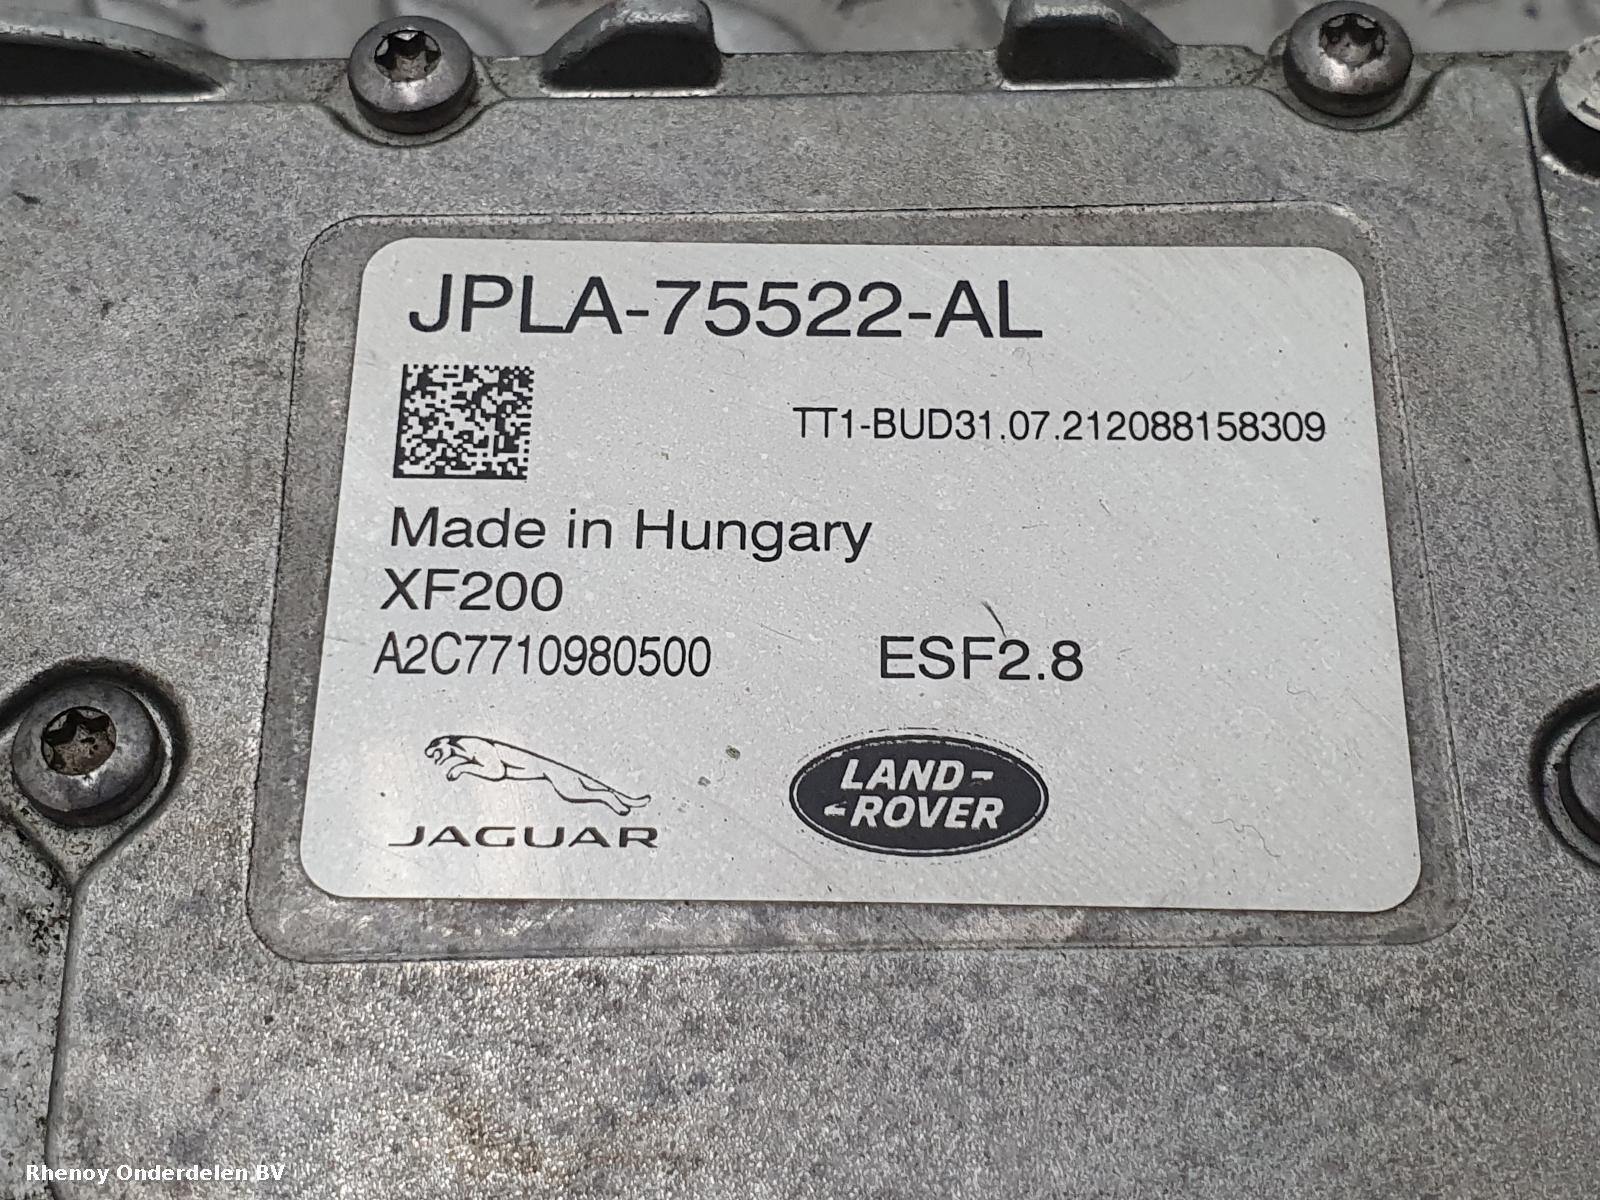 JPLA-75522-AL
TT1-BUD31.07.212088158309
Made in Hungary
XF200
A2C7710980500
ESF2.8
JAGUAR
LAND-
-ROVER
Rhenoy Onderdelen BV